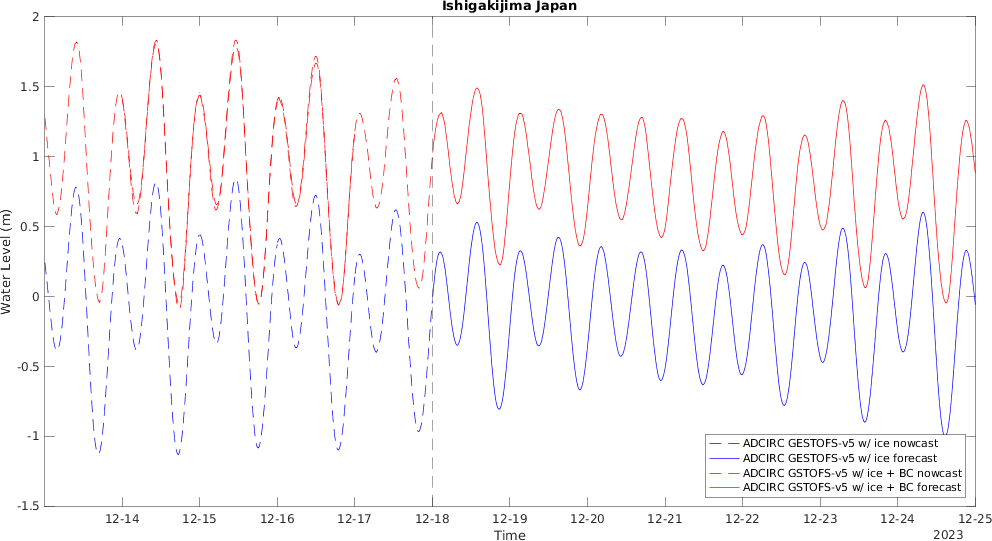 Ishigakijima Japan
2
1.5
1
0.5
0
-0.5
-1
-1.5
Water Level (m)
ADCIRC GESTOFS-v5 w/ ice nowcast
ADCIRC GESTOFS-v5 w/ ice forecast
ADCIRC GSTOFS-v5 w/ ice + BC nowcast
ADCIRC GSTOFS-v5 w/ ice + BC forecast
12-14 12-15 12-16 12-17 12-18 12-19 12-20 12-21 12-22 12-23 12-24 12-25
Time 2023